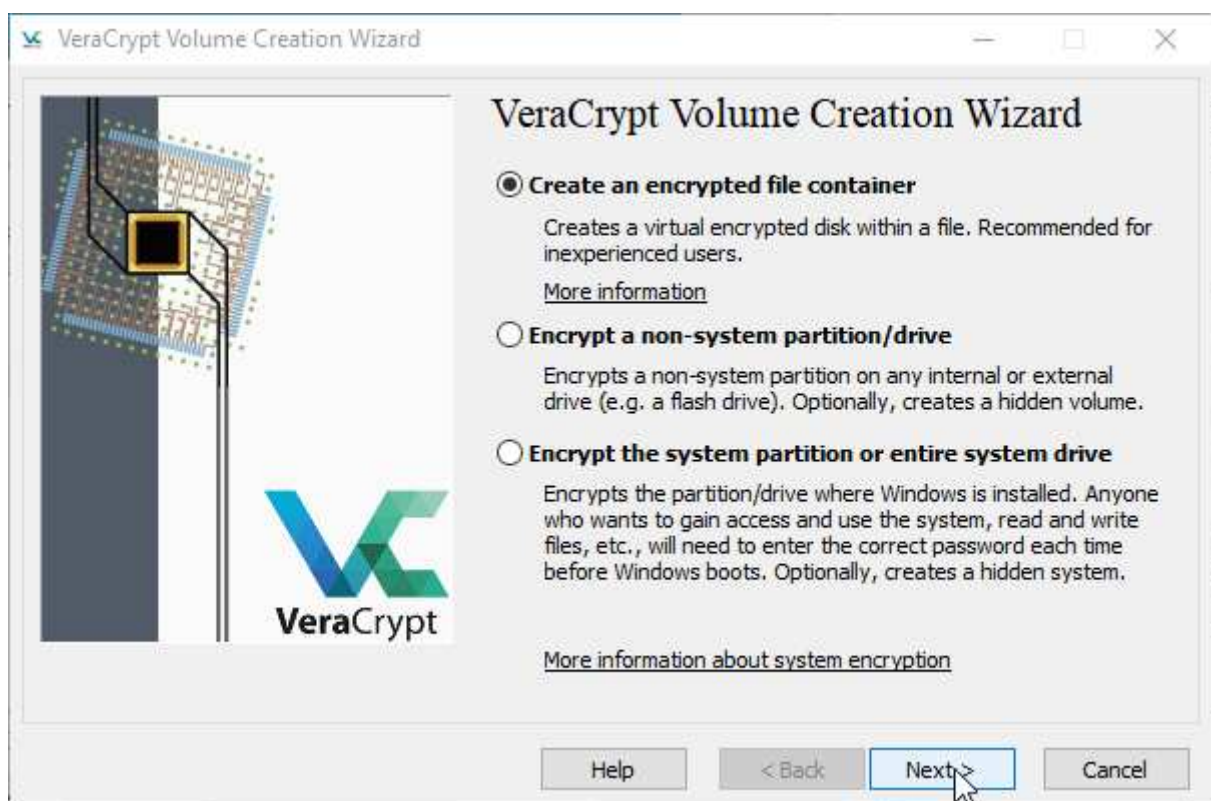 VeraCrypt Volume Creation Wizard
VeraCrypt Volume Creation Wizard
Create an encrypted file container
Creates a virtual encrypted disk within a file. Recommended for
inexperienced users.
More information
Encrypt a non-system partition/drive
Encrypts a non-system partition on any internal or external
drive (e.g. a flash drive). Optionally, creates a hidden volume.
Encrypt the system partition or entire system drive
Encrypts the partition/drive where Windows is installed. Anyone
who wants to gain access and use the system, read and write
files, etc., will need to enter the correct password each time
before Windows boots. Optionally, creates a hidden system.
VeraCrypt
More information about system encryption
Help
< Back
Next >
Cancel